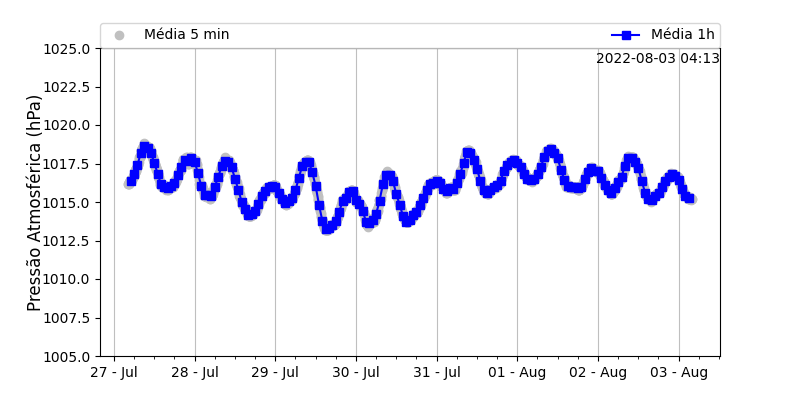 Média 5 min
Média 1h
2022-08-03 04:13
Pressão Atmosférica (hPa)
1025.0
1022.5
1020.0
1017.5
1015.0
1012.5
1010.0
1007.5
1005.0
27 - Jul
28 - Jul
29 - Jul
30 - Jul
31 - Jul
01 - Aug
02 - Aug
03 - Aug